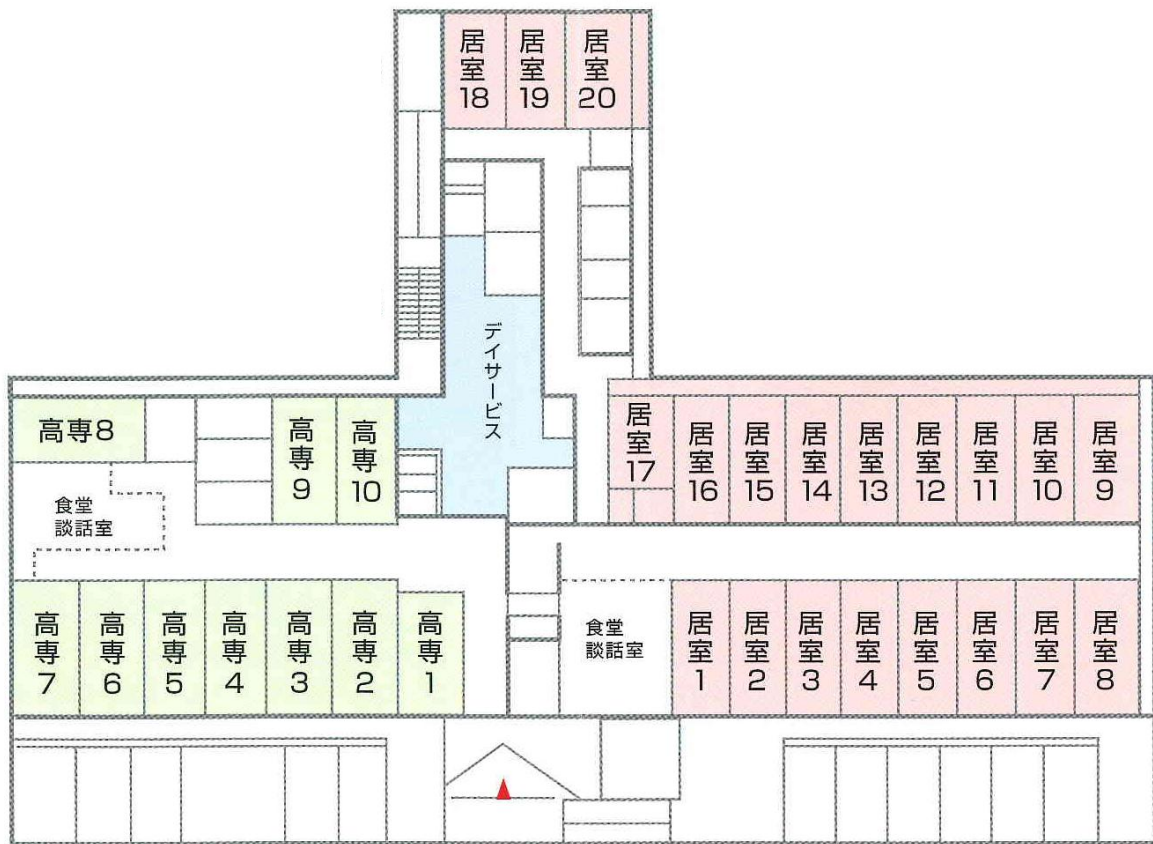 居室18
居室19
居室20
デイサービス
高専8
高専9
高専10
居室17
居室16
居室15
居室14
居室13
居室12
居室11
居室10
居室9
食堂
談話室
高専7
高専6
高専5
高専4
高専3
高専2
高専1
食堂
談話室
居室1
居室2
居室3
居室4
居室5
居室6
居室7
居室8